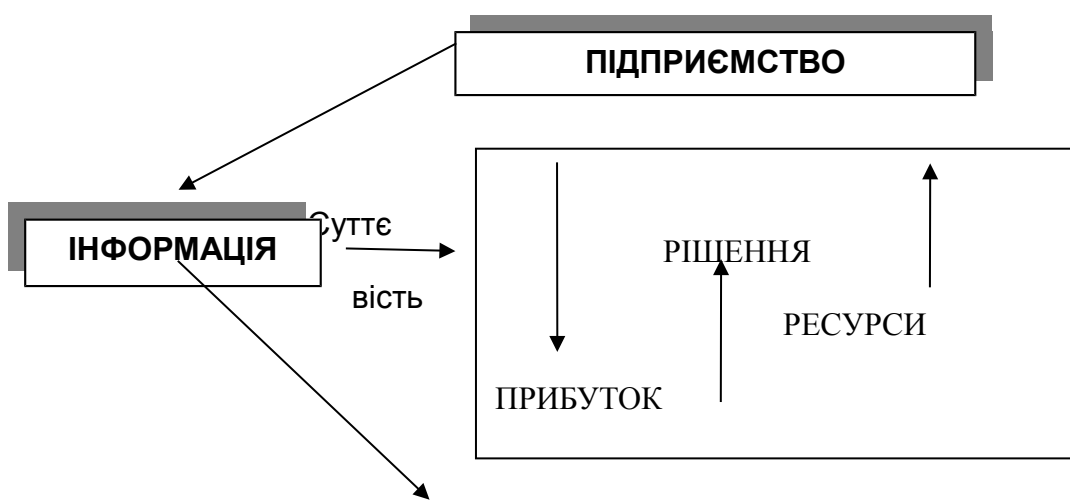 ПІДПРИЄМСТВО
Суттє
ІНФОРМАЦІЯ
РІШЕННЯ
вість
РЕСУРСИ
ПРИБУТОК